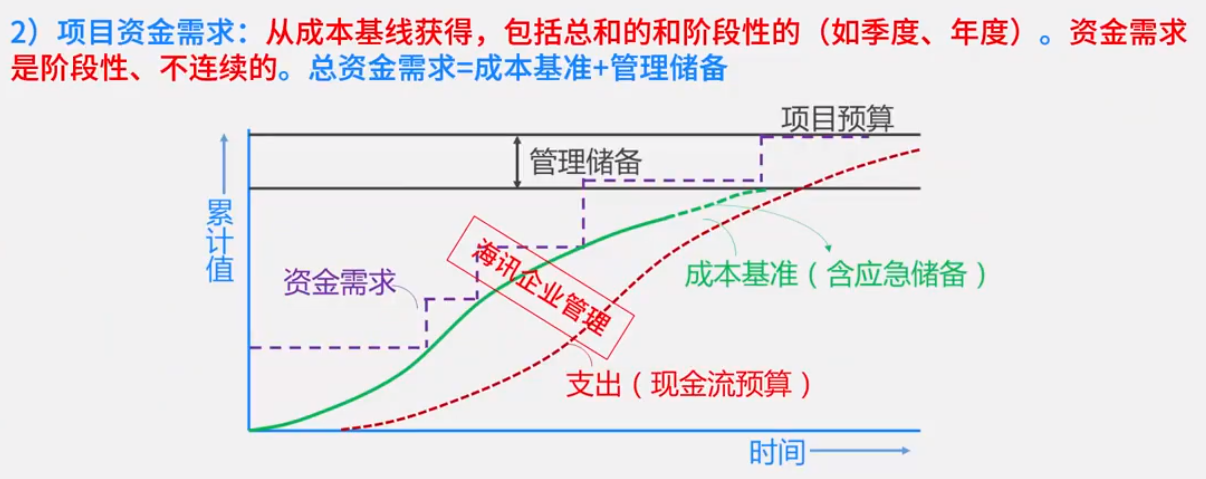 2）项目资金需求：从成本基线获得，包括总和的和阶段性的（如季度、年度）。资金需求
是阶段性、不连续的。总资金需求=成本基准+管理储备
项目预算
管理储备
累计值
资金需求
海讯企业管理
成本基准（含应急储备）
支出（现金流预算）
时间